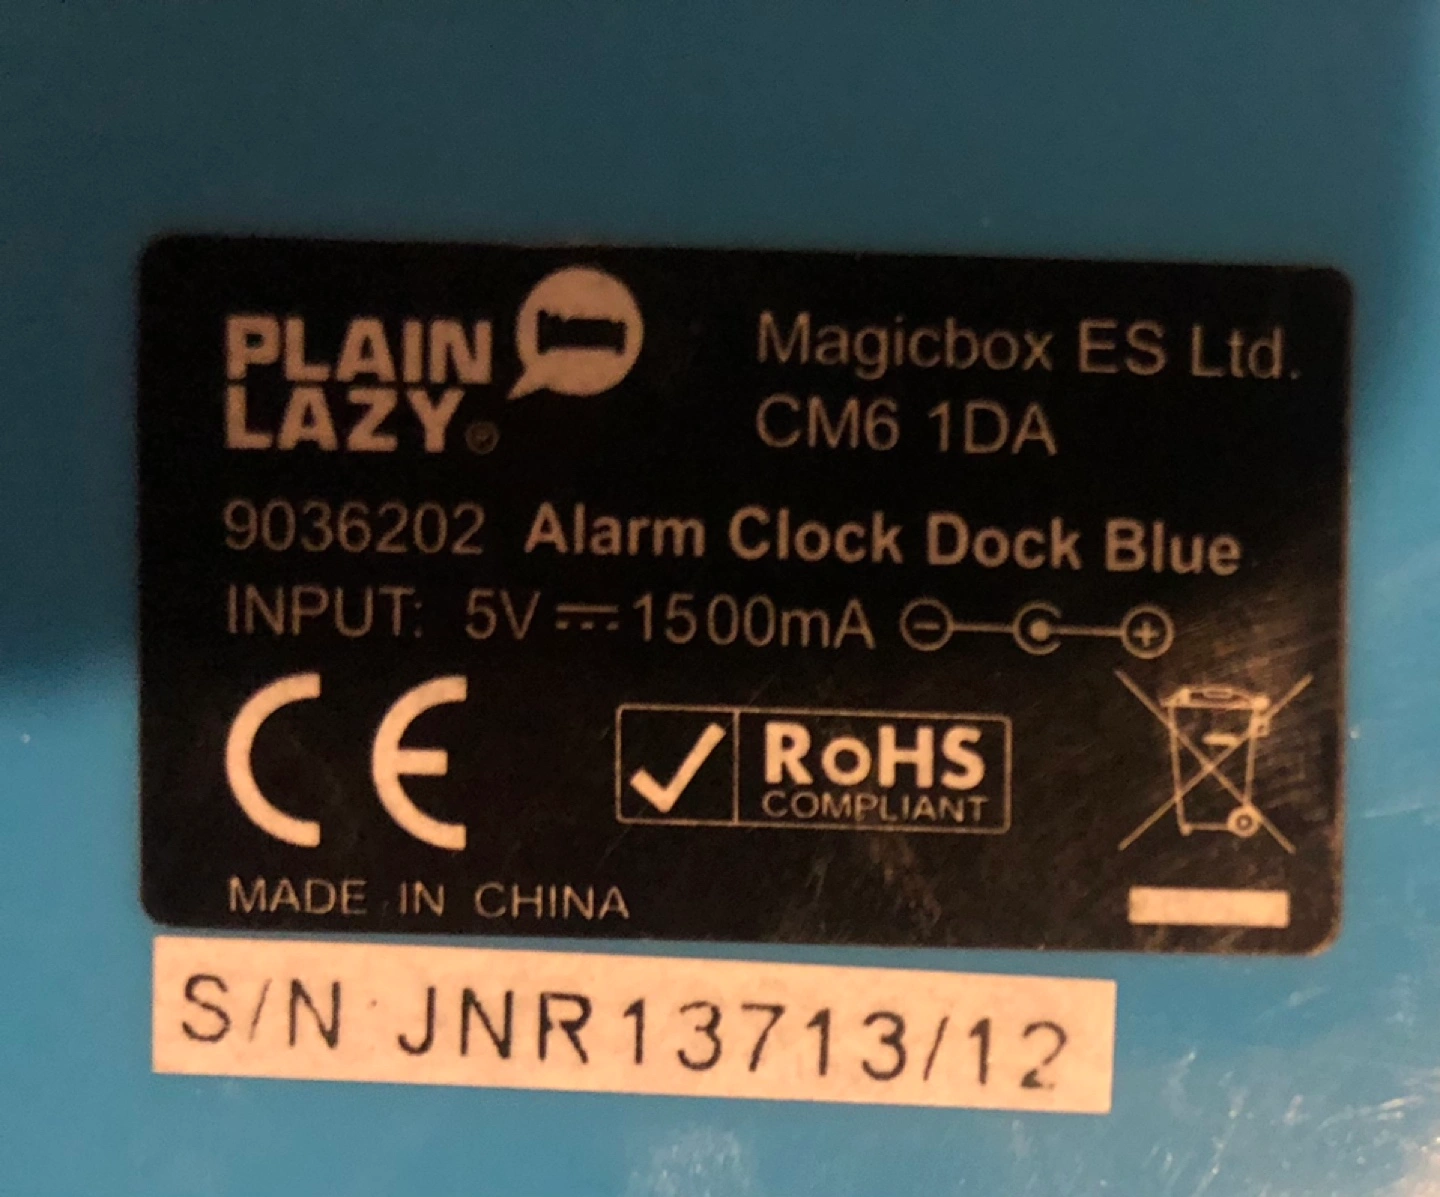 PLAIN
LAZY®
Magicbox ES Ltd.
CM6 1DA
9036202 Alarm Clock Dock Blue
INPUT: 5V⎓1500mA
CE
RoHS
COMPLIANT
MADE IN CHINA
S/N JNR13713/12